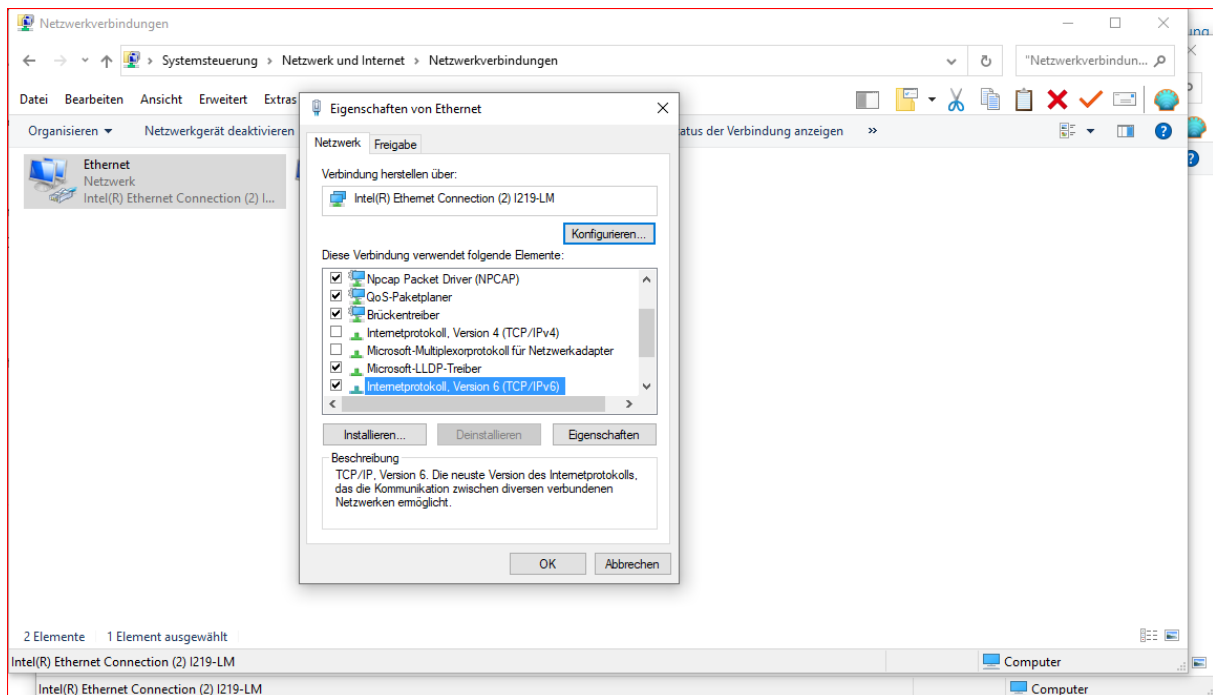 Netzwerkverbindungen
ung
Systemsteuerung > Netzwerk und Internet > Netzwerkverbindungen
"Netzwerkverbindun...
Datei Bearbeiten Ansicht Erweitert Extras
Organisieren
Netzwerkgerät deaktivieren
atus der Verbindung anzeigen »
Ethernet
Netzwerk
Intel(R) Ethernet Connection (2) I...
Eigenschaften von Ethernet
Netzwerk Freigabe
Verbindung herstellen über:
Intel(R) Ethernet Connection (2) I219-LM
Konfigurieren...
Diese Verbindung verwendet folgende Elemente:
Npcap Packet Driver (NPCAP)
QoS-Paketplaner
Brückentreiber
Internetprotokoll, Version 4 (TCP/IPv4)
Microsoft-Multiplexorprotokoll für Netzwerkadapter
Microsoft-LLDP-Treiber
Internetprotokoll, Version 6 (TCP/IPv6)
Installieren... Deinstallieren Eigenschaften
Beschreibung
TCP/IP, Version 6. Die neuste Version des Internetprotokolls,
das die Kommunikation zwischen diversen verbundenen
Netzwerken ermöglicht.
OK Abbrechen
2 Elemente 1 Element ausgewählt
Intel(R) Ethernet Connection (2) I219-LM
Computer
Intel(R) Ethernet Connection (2) I219-LM
Computer